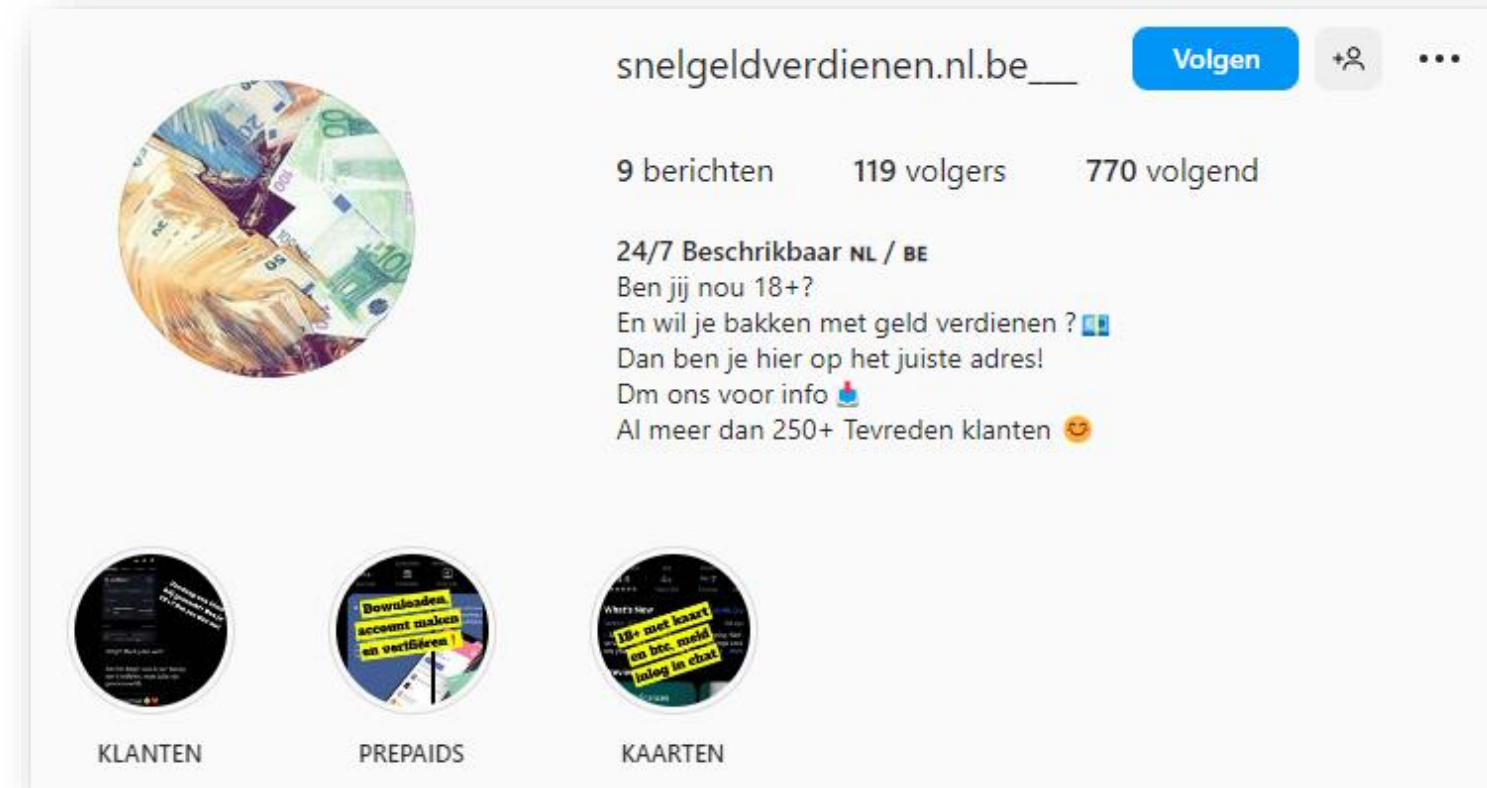 snelgeldverdienen.nl.be___
Volgen
9 berichten 119 volgers 770 volgend
24/7 Beschrikbaar NL / BE
Ben jij nou 18+?
En wil je bakken met geld verdienen ?
Dan ben je hier op het juiste adres!
Dm ons voor info
Al meer dan 250+ Tevreden klanten
Downloaden,
account maken
en verifiëren !
What's New
18+ met kaart
en btc, meld
inlog in chat
KLANTEN
PREPAIDS
KAARTEN